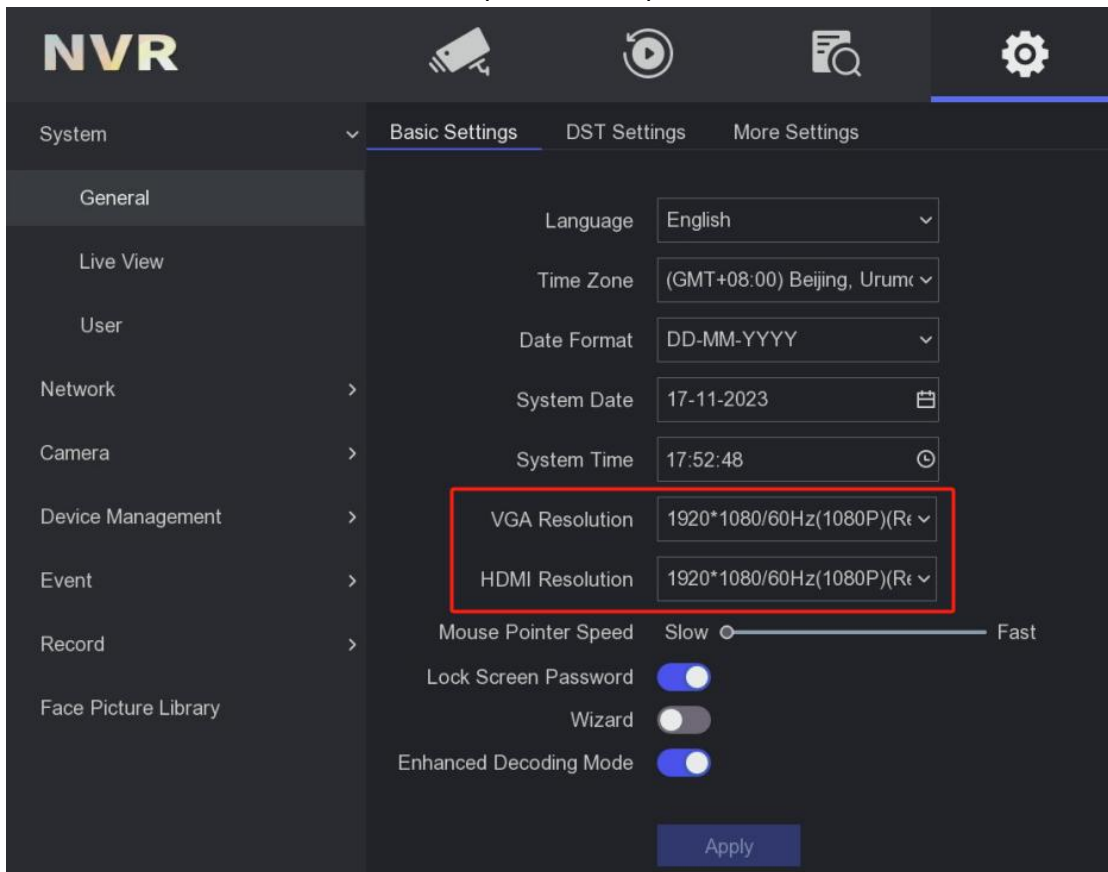 NVR
System
General
Live View
User
Network
Camera
Device Management
Event
Record
Face Picture Library
Basic Settings DST Settings More Settings
Language English
Time Zone (GMT+08:00) Beijing, Urumc
Date Format DD-MM-YYYY
System Date 17-11-2023
System Time 17:52:48
VGA Resolution 1920*1080/60Hz(1080P)(Re
HDMI Resolution 1920*1080/60Hz(1080P)(Re
Mouse Pointer Speed Slow Fast
Lock Screen Password
Wizard
Enhanced Decoding Mode
Apply